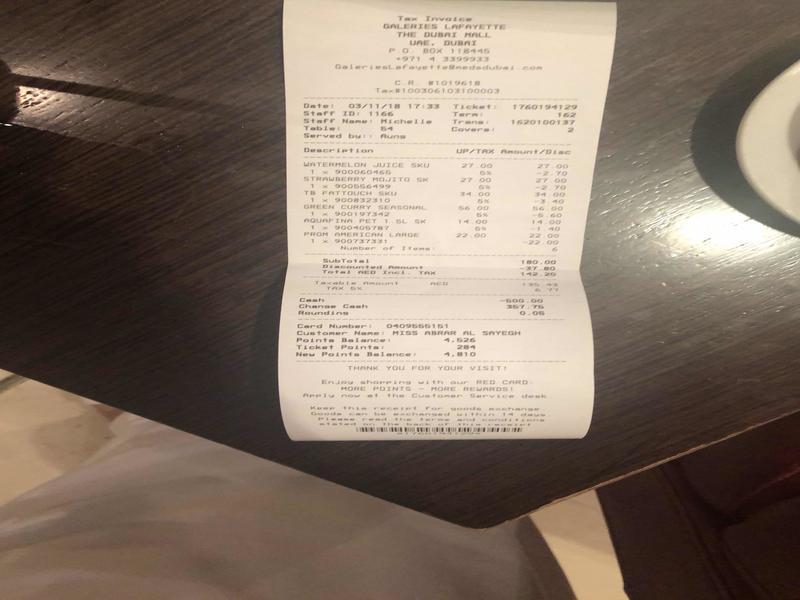 Tax Invoice
GALERIES LAFAYETTE
THE DUBAI MALL
UAE, DUBAI
P.O. BOX 118445
+971 4 3399933
GaleriesLafayette@medsdubai.com
C.R. #1019618
Tax#100306103100003
Date: 03/11/18 17:33 Ticket: 1760194129
Staff ID: 1166 Term: 162
Staff Name: Michelle Trans: 1620100137
Table: 54 Covers: 2
Served by:: Auns
Description UP/TAX Amount/Disc
WATERMELON JUICE SKU 27.00 27.00
1 x 900060465 5% -2.70
STRAWBERRY MOJITO SK 27.00 27.00
1 x 900556499 5% -2.70
TB FATTOUCH SKU 34.00 34.00
1 x 900832310 5% -3.40
GREEN CURRY SEASONAL 56.00 56.00
1 x 900197342 5% -5.60
AQUAFINA PET 1.5L SK 14.00 14.00
1 x 900405787 5% -1.40
PROM AMERICAN LARGE 22.00 22.00
1 x 900737331 -22.00
Number of Items: 6
SubTotal 180.00
Discounted Amount -37.80
Total AED Incl. TAX 142.20
Taxable Amount AED 135.43
TAX 5% 6.77
Cash -500.00
Change Cash 357.75
Rounding 0.05
Card Number: 0409555151
Customer Name: MISS ABRAR AL SAYEGH
Points Balance: 4,526
Ticket Points: 284
New Points Balance: 4,810
THANK YOU FOR YOUR VISIT!
Enjoy shopping with our RED CARD:
MORE POINTS - MORE REWARDS!
Apply now at the Customer Service desk
Keep this receipt for goods exchange.
Goods can be exchanged within 14 days.
Please read the terms and conditions
stated on the back of this receipt